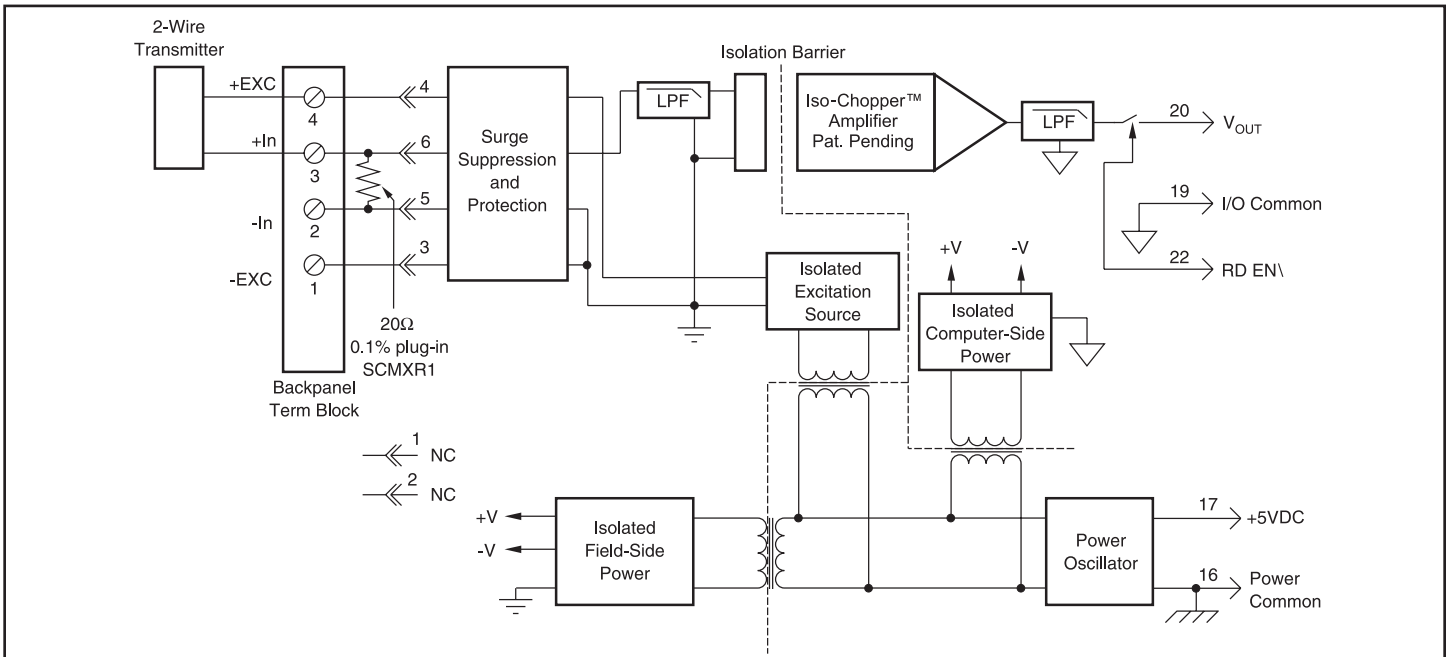 2-Wire
Transmitter
+EXC
4
+In
3
-In
2
-EXC
1
Backpanel
Term Block
4
6
5
3
20Ω
0.1% plug-in
SCMXR1
Surge
Suppression
and
Protection
LPF
Isolation Barrier
Iso-Chopper™
Amplifier
Pat. Pending
LPF
20
VOUT
19
I/O Common
22
RD EN\
Isolated
Excitation
Source
+V
-V
Isolated
Computer-Side
Power
1
NC
2
NC
+V
-V
Isolated
Field-Side
Power
Power
Oscillator
17
+5VDC
16
Power
Common